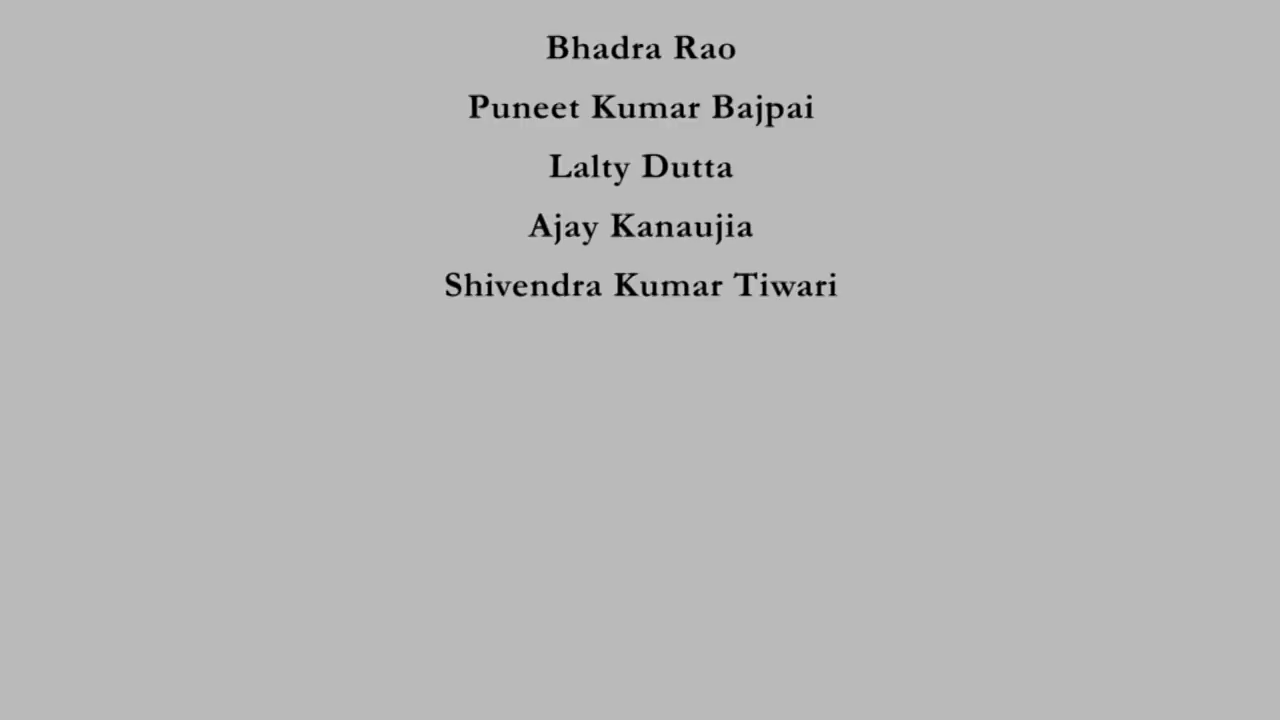 Bhadra Rao
Puneet Kumar Bajpai
Lalty Dutta
Ajay Kanaujia
Shivendra Kumar Tiwari